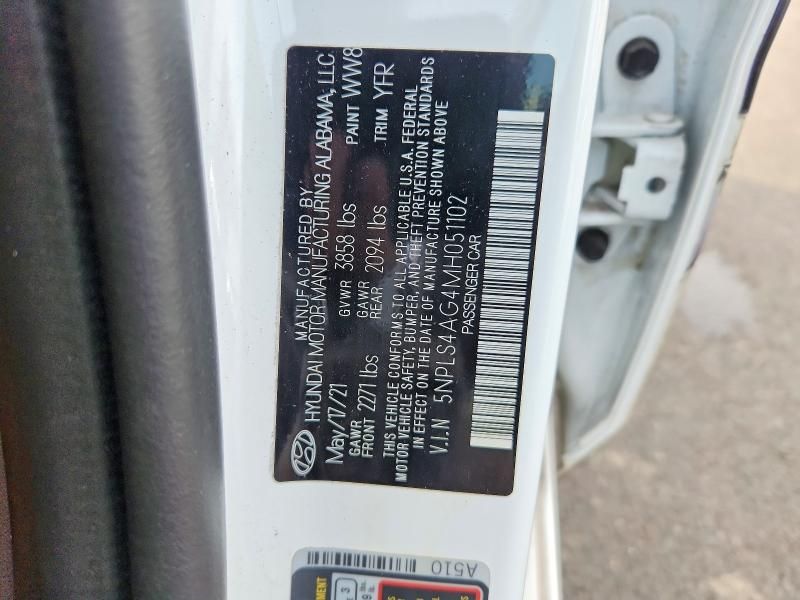 MANUFACTURED BY
HYUNDAI MOTOR MANUFACTURING ALABAMA, LLC
May/17/21 GVWR 3858 lbs PAINT WW8
GAWR FRONT 2271 lbs GAWR REAR 2094 lbs TRIM YFR
THIS VEHICLE CONFORMS TO ALL APPLICABLE U.S.A. FEDERAL
MOTOR VEHICLE SAFETY, BUMPER, AND THEFT PREVENTION STANDARDS
IN EFFECT ON THE DATE OF MANUFACTURE SHOWN ABOVE
V.I.N 5NPLS4AG4MH051102
PASSENGER CAR
A510
3